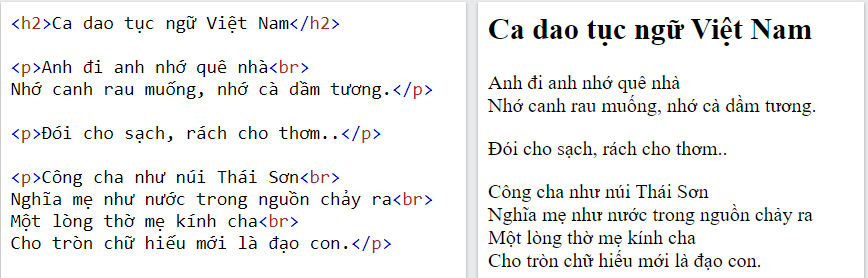 <h2>Ca dao tục ngữ Việt Nam</h2>
<p>Anh đi anh nhớ quê nhà<br>
Nhớ canh rau muống, nhớ cà dầm tương.</p>
<p>Đói cho sạch, rách cho thơm..</p>
<p>Công cha như núi Thái Sơn<br>
Nghĩa mẹ như nước trong nguồn chảy ra<br>
Một lòng thờ mẹ kính cha<br>
Cho tròn chữ hiếu mới là đạo con.</p>
Ca dao tục ngữ Việt Nam
Anh đi anh nhớ quê nhà
Nhớ canh rau muống, nhớ cà dầm tương.
Đói cho sạch, rách cho thơm..
Công cha như núi Thái Sơn
Nghĩa mẹ như nước trong nguồn chảy ra
Một lòng thờ mẹ kính cha
Cho tròn chữ hiếu mới là đạo con.